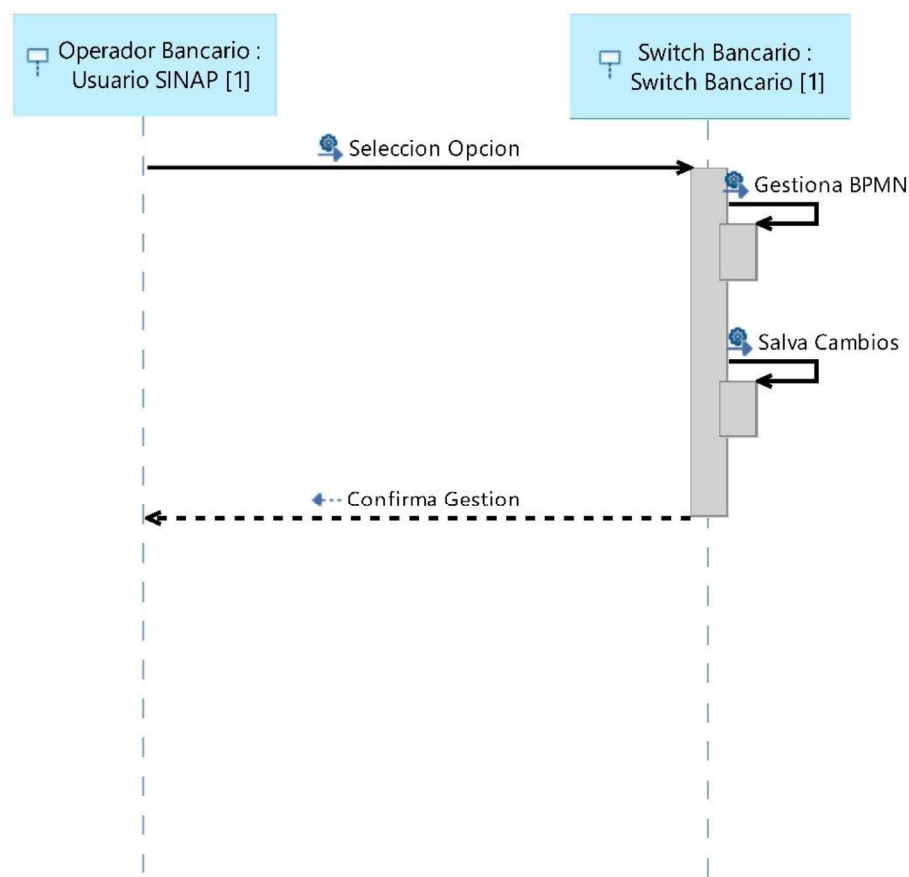 Operador Bancario :
Usuario SINAP [1]
Switch Bancario :
Switch Bancario [1]
Seleccion Opcion
Gestiona BPMN
Salva Cambios
Confirma Gestion